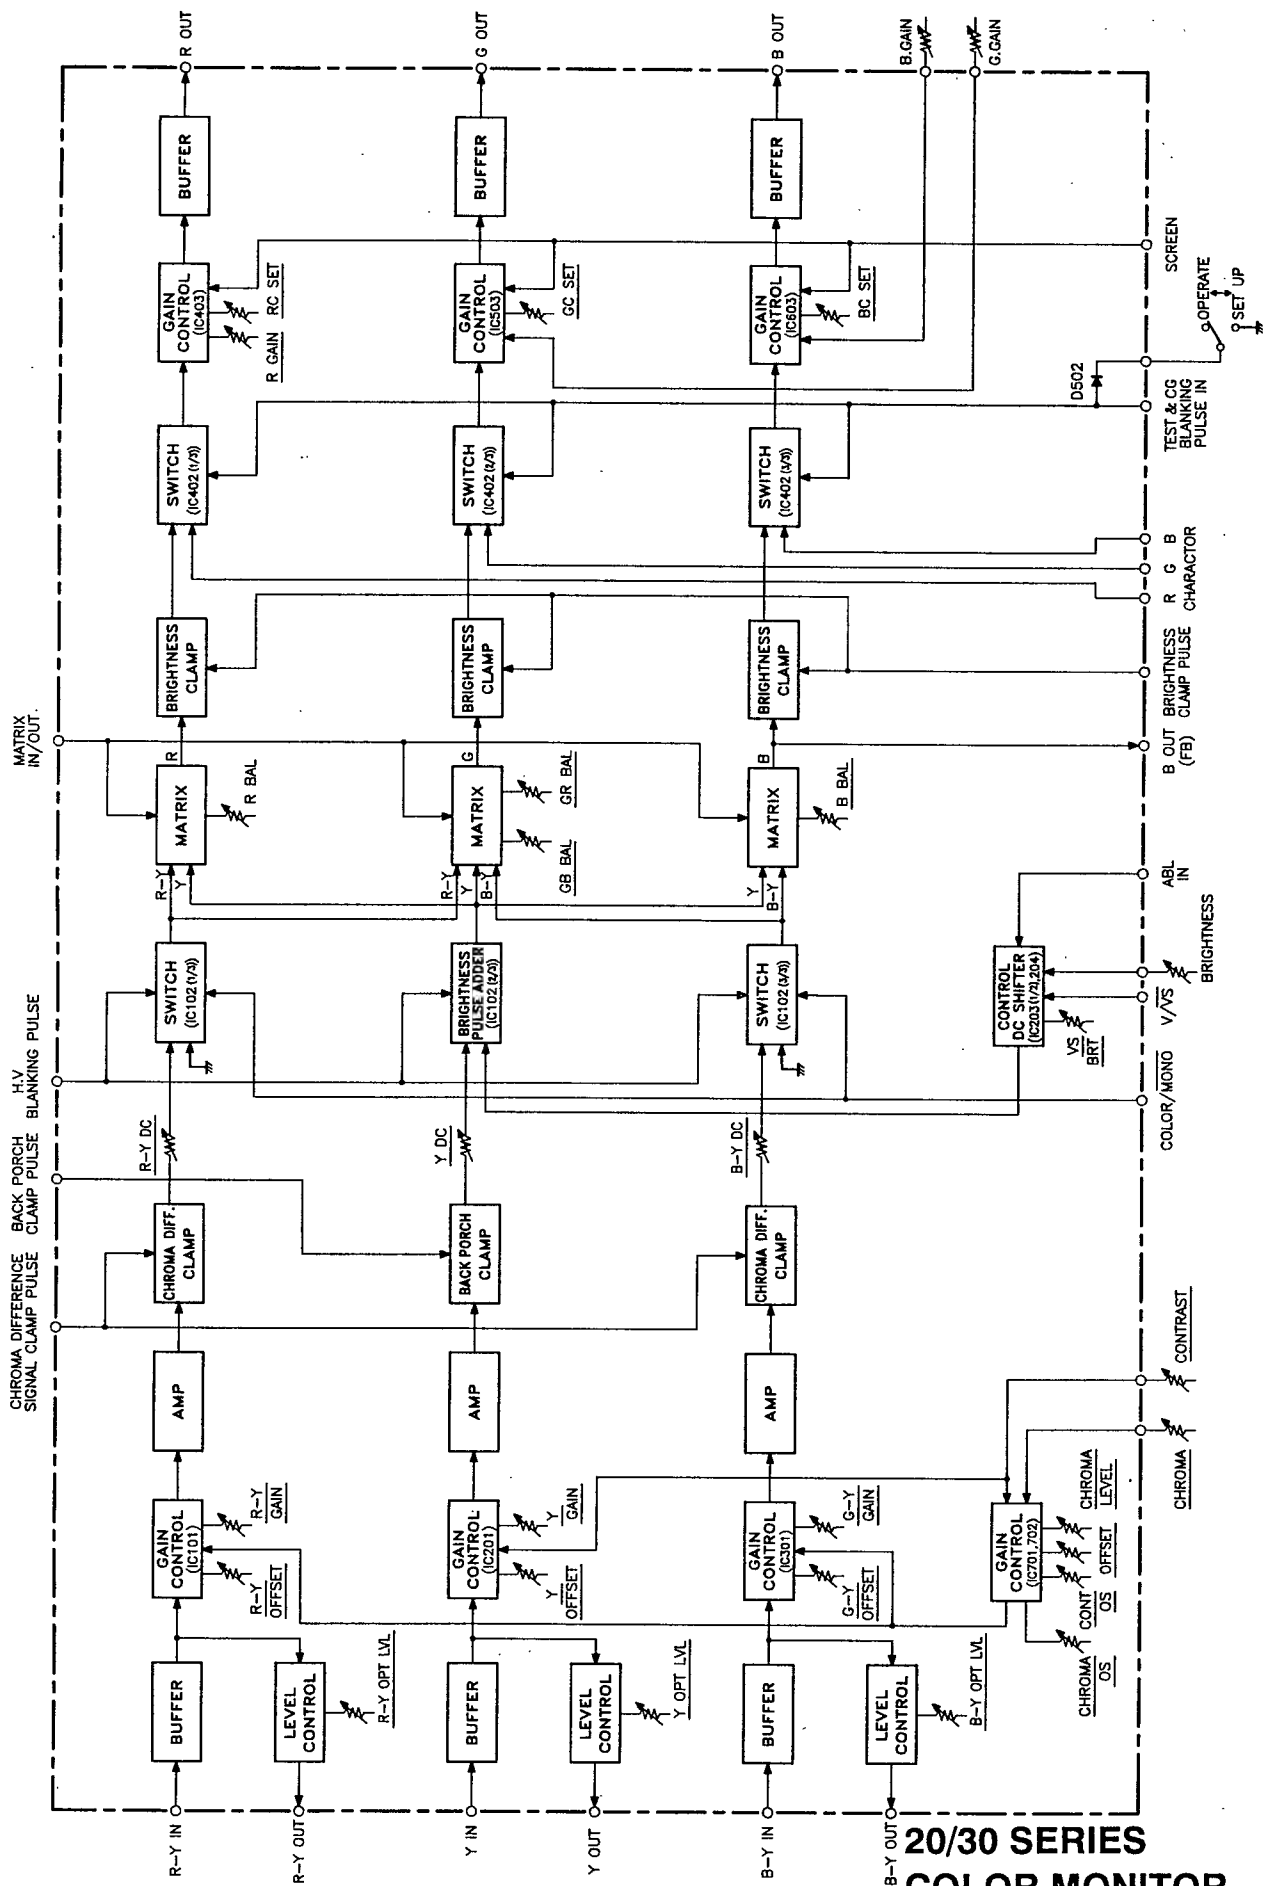 CHROMA DIFFERENCE
SIGNAL CLAMP PULSE
BACK PORCH
CLAMP PULSE
H.V
BLANKING PULSE
MATRIX
IN/OUT
R-Y IN
BUFFER
GAIN
CONTROL
(IC101)
R-Y
OFFSET
R-Y
GAIN
AMP
CHROMA DIFF.
CLAMP
R-Y DC
SWITCH
(IC102(1/3))
R-Y
Y
MATRIX
R BAL
R
BRIGHTNESS
CLAMP
SWITCH
(IC402(1/3))
GAIN
CONTROL
(IC403)
R GAIN
RC SET
BUFFER
R OUT
R-Y OUT
LEVEL
CONTROL
R-Y OPT LVL
Y IN
BUFFER
GAIN
CONTROL
(IC201)
Y
OFFSET
Y
GAIN
AMP
BACK PORCH
CLAMP
Y DC
BRIGHTNESS
PULSE ADDER
(IC102(2/3))
R-Y
Y
B-Y
MATRIX
GB BAL
GR BAL
G
BRIGHTNESS
CLAMP
SWITCH
(IC402(2/3))
GAIN
CONTROL
(IC503)
GC SET
BUFFER
G OUT
Y OUT
LEVEL
CONTROL
Y OPT LVL
B-Y IN
BUFFER
GAIN
CONTROL
(IC301)
G-Y
OFFSET
G-Y
GAIN
AMP
CHROMA DIFF.
CLAMP
B-Y DC
SWITCH
(IC102(3/3))
Y
B-Y
MATRIX
B BAL
B
BRIGHTNESS
CLAMP
SWITCH
(IC402(3/3))
GAIN
CONTROL
(IC603)
BC SET
BUFFER
B OUT
B.GAIN
G.GAIN
B-Y OUT
LEVEL
CONTROL
B-Y OPT LVL
GAIN
CONTROL
(IC701,702)
CHROMA
OS
CONT
OS
OFFSET
CHROMA
LEVEL
CHROMA
CONTRAST
CONTROL
DC SHIFTER
(IC203(1/2),204)
VS
BRT
COLOR/MONO
V/VS
BRIGHTNESS
ABL
IN
B OUT
(FB)
BRIGHTNESS
CLAMP PULSE
R G B
CHARACTOR
TEST & CG
BLANKING
PULSE IN
D502
OPERATE
SET UP
SCREEN
20/30 SERIES
COLOR MONITOR